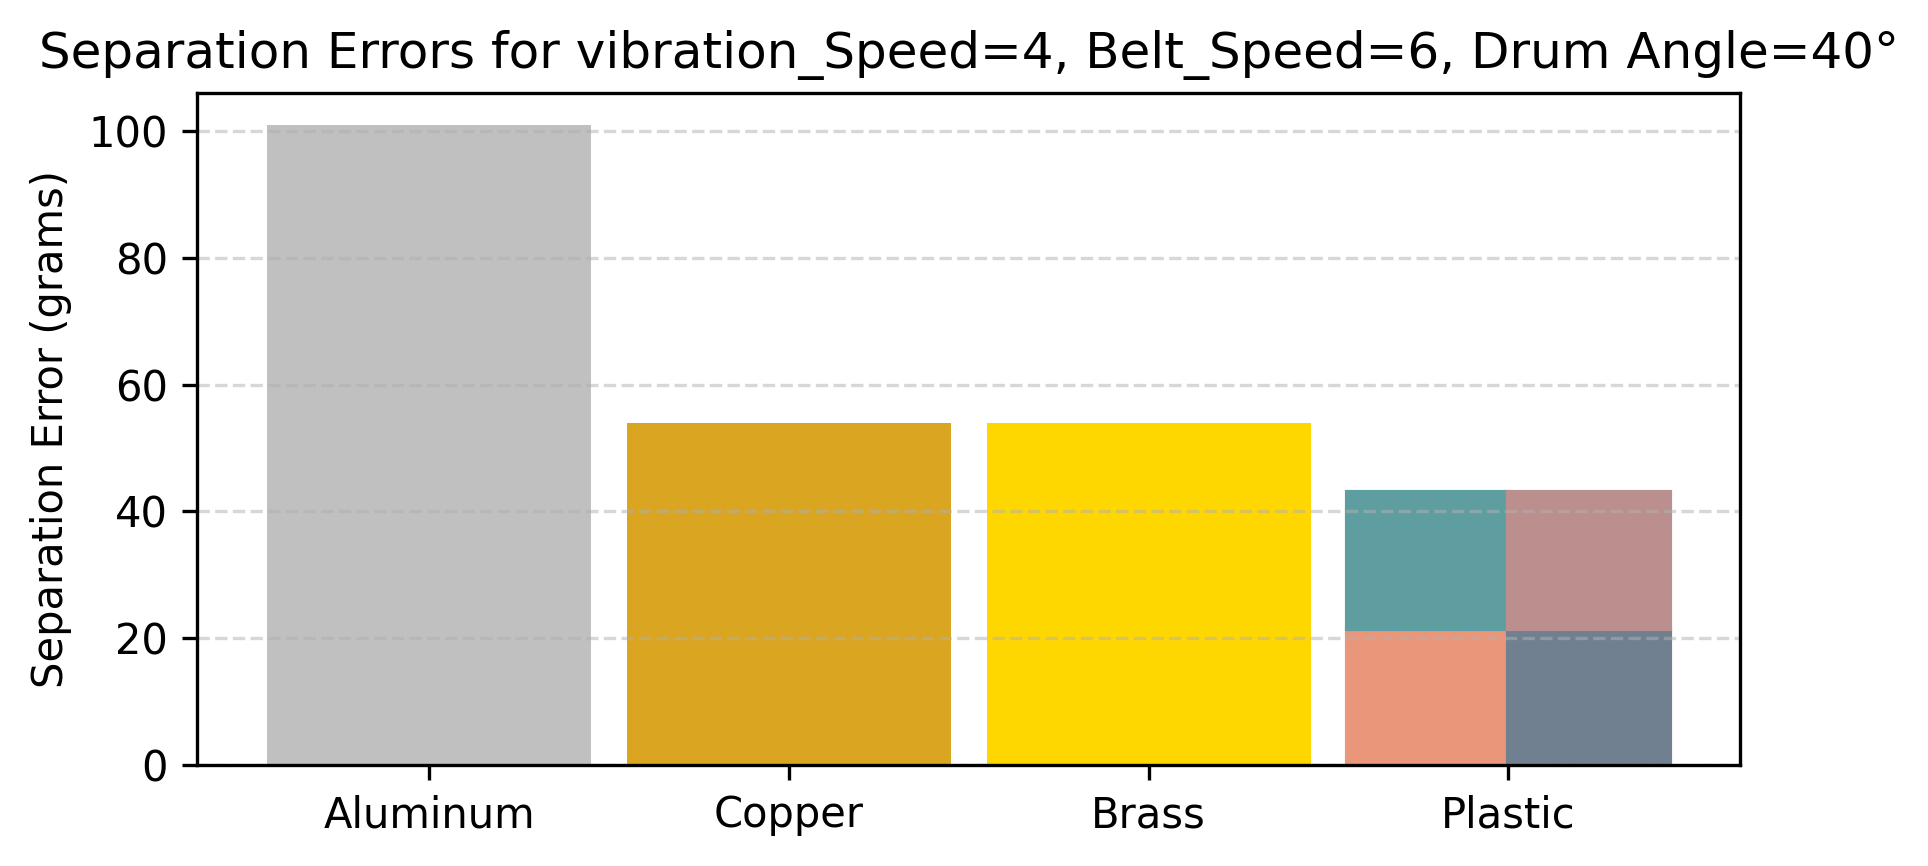 Separation Errors for vibration_Speed=4, Belt_Speed=6, Drum Angle=40°
Separation Error (grams)
100
80
60
40
20
0
Aluminum Copper Brass Plastic